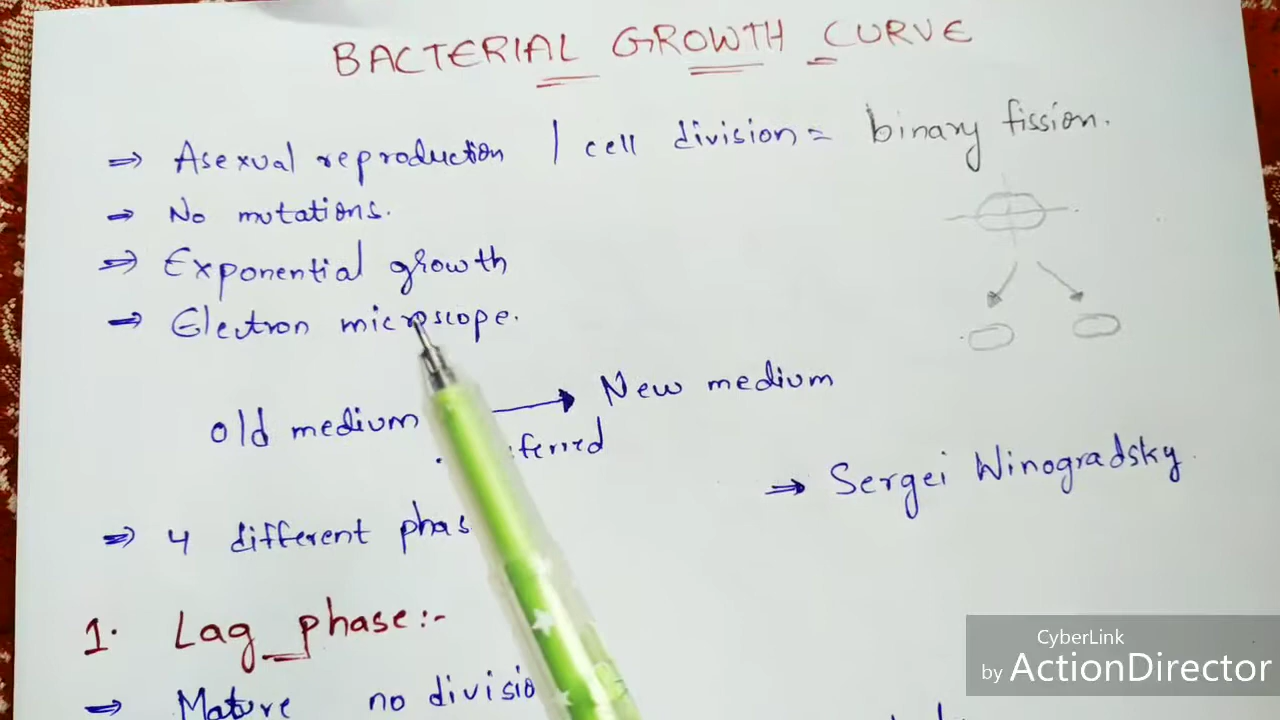 BACTERIAL GROWTH CURVE
⇒ Asexual reproduction / cell division = binary fission.
→ No mutations.
⇒ Exponential growth
⇒ Electron microscope.
old medium → New medium
ferred
⇒ Sergei Winogradsky
⇒ 4 different phas
1. Lag phase:-
⇒ Mature no divisio
CyberLink
by ActionDirector